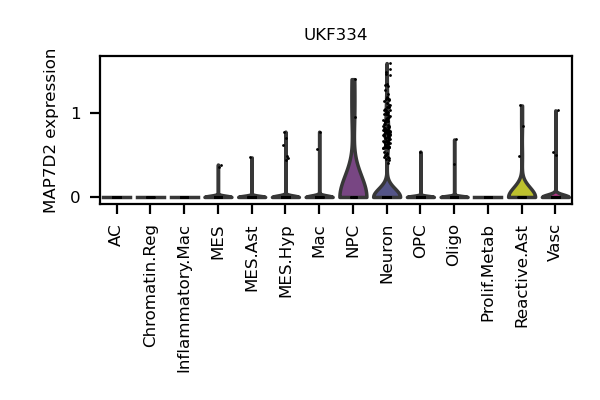 UKF334
MAP7D2 expression
1
0
AC
Chromatin.Reg
Inflammatory.Mac
MES
MES.Ast
MES.Hyp
Mac
NPC
Neuron
OPC
Oligo
Prolif.Metab
Reactive.Ast
Vasc